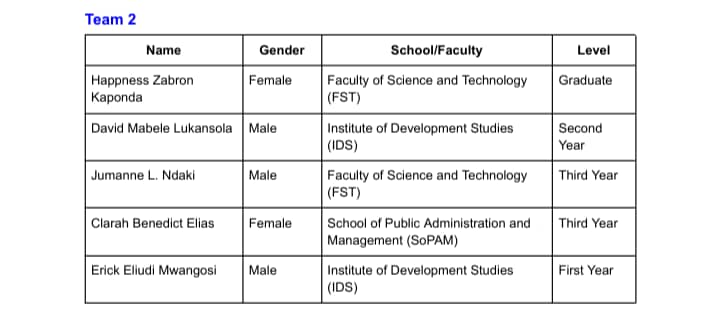 Team 2
Name Gender School/Faculty Level
Happness Zabron Female Faculty of Science and Technology Graduate
Kaponda (FST)
David Mabele Lukansola Male Institute of Development Studies Second
(IDS) Year
Jumanne L. Ndaki Male Faculty of Science and Technology Third Year
(FST)
Clarah Benedict Elias Female School of Public Administration and Third Year
Management (SoPAM)
Erick Eliudi Mwangosi Male Institute of Development Studies First Year
(IDS)